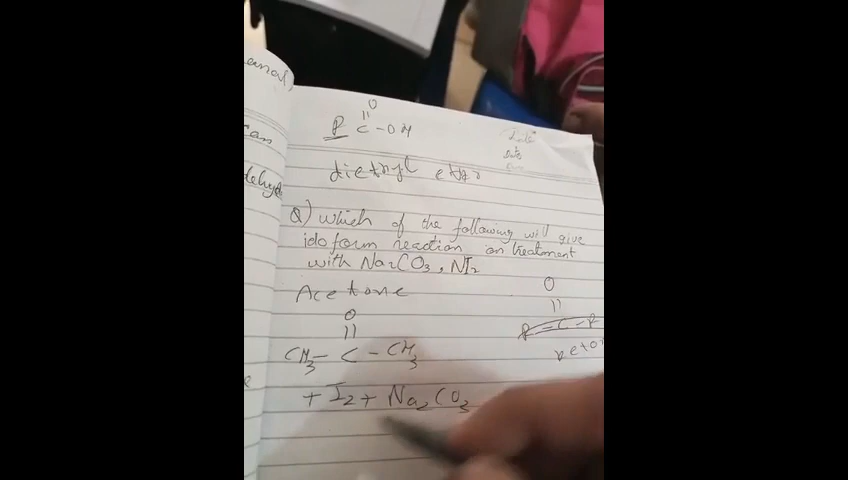 O
||
R C-OH
diethyl ether
Q) which of the following will give
idoform reaction on treatment
with Na2CO3, NI2
Acetone
O
||
CH3-C-CH3
+ I2+ Na2CO3
O
||
R-C-R